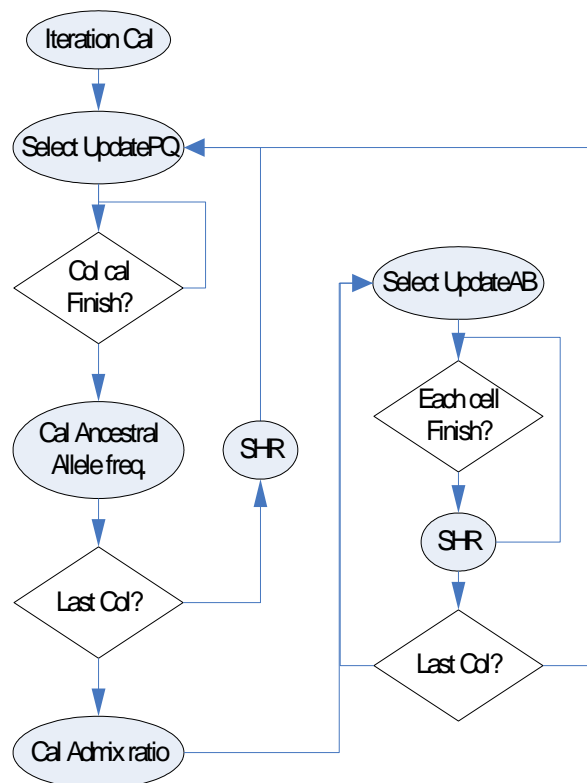 Iteration Cal
Select UpdatePQ
Col cal
Finish?
Cal Ancestral
Allele freq.
SHR
Last Col?
Cal Admix ratio
Select UpdateAB
Each cell
Finish?
SHR
Last Col?